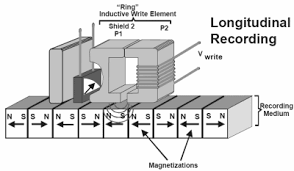 "Ring"
Inductive Write Element
Longitudinal
Recording
Shield 2
P1
P2
V write
Recording
Medium
N S S N N S S N N S S N N S S N
Magnetizations